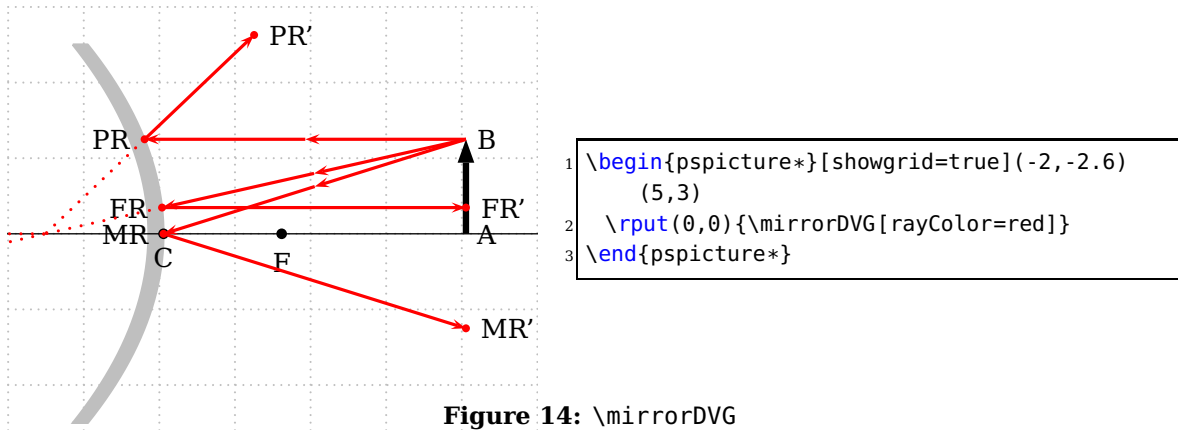 PR’
PR
B
FR
FR’
MR
A
C
F
MR’
1 \begin{pspicture*}[showgrid=true](-2,-2.6)
(5,3)
2 \rput(0,0){\mirrorDVG[rayColor=red]}
3 \end{pspicture*}
Figure 14: \mirrorDVG